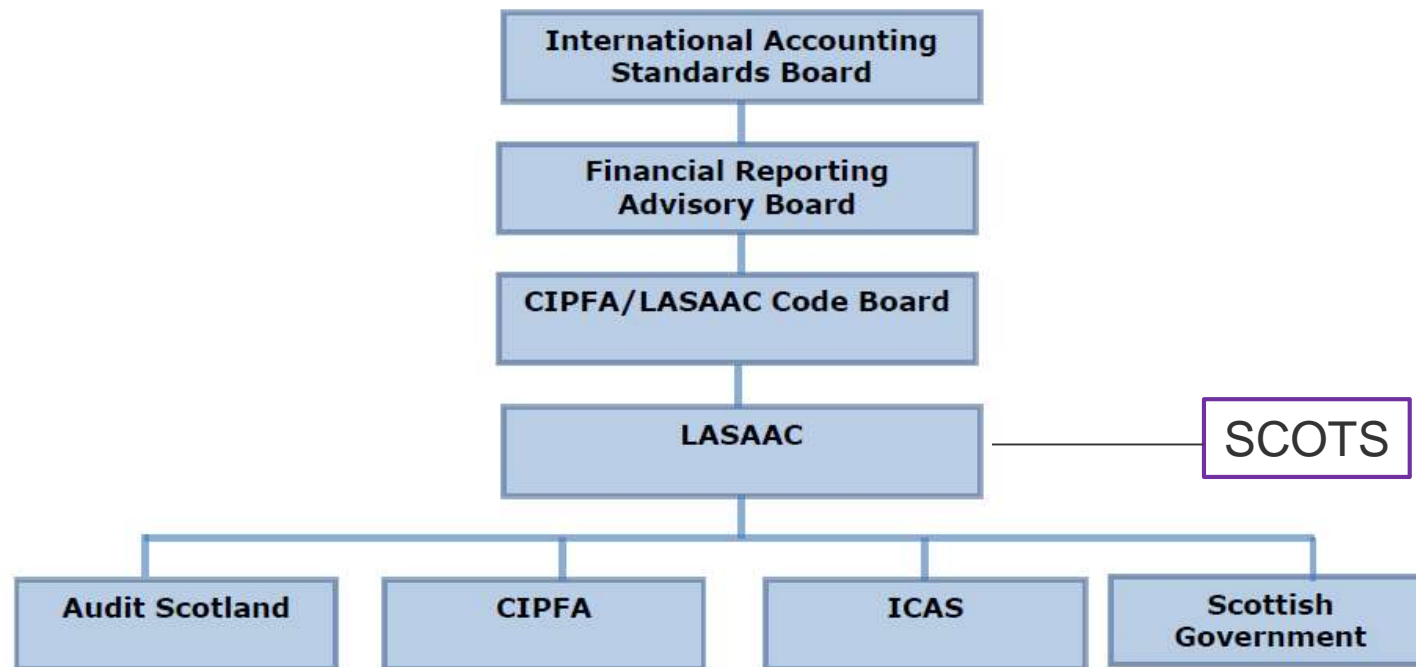 International Accounting
Standards Board
Financial Reporting
Advisory Board
CIPFA/LASAAC Code Board
LASAAC
SCOTS
Audit Scotland
CIPFA
ICAS
Scottish
Government